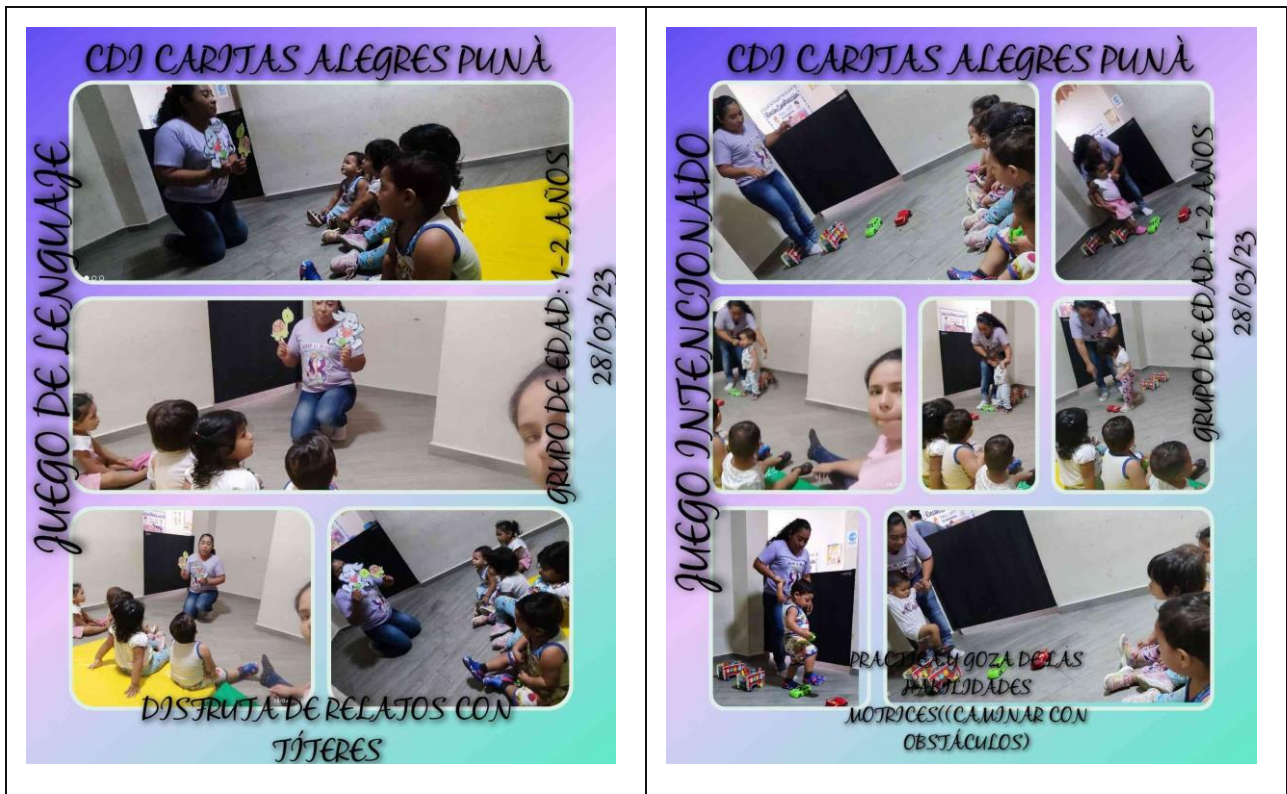 CDI CARITAS ALEGRES PUNÀ
JUEGO DE LENGUAJE
GRUPO DE EDAD: 1-2 AÑOS
28/03/23
DISFRUTA DE RELATOS CON
TÍTERES
CDI CARITAS ALEGRES PUNÀ
JUEGO INTENCIONADO
GRUPO DE EDAD: 1-2 AÑOS
28/03/23
PRACTICA Y GOZA DE LAS
HABILIDADES
MOTRICES((CAMINAR CON
OBSTÁCULOS)